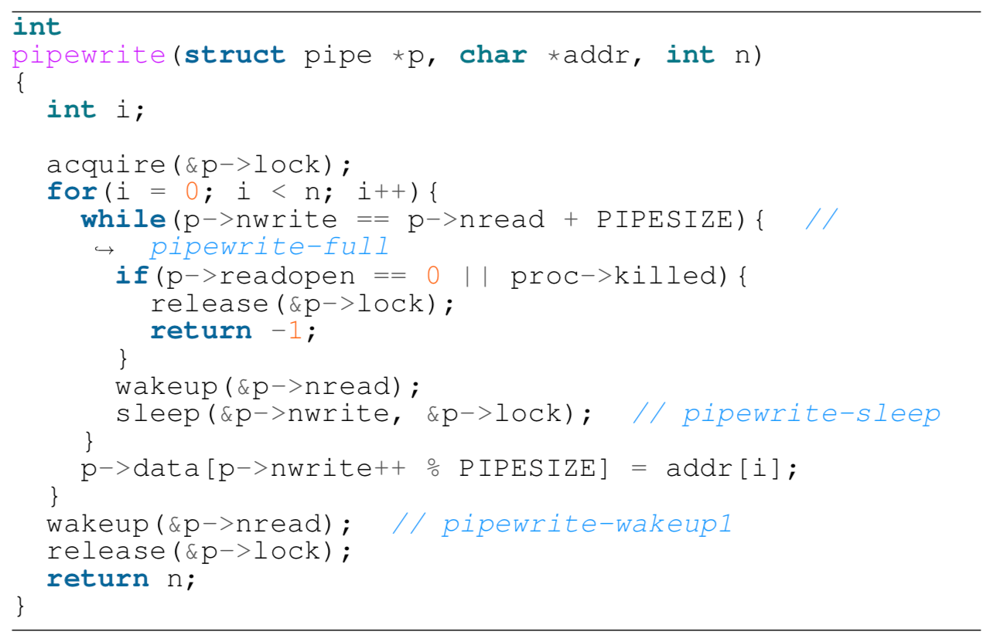 int
pipewrite(struct pipe *p, char *addr, int n)
{
  int i;

  acquire(&p->lock);
  for(i = 0; i < n; i++){
    while(p->nwrite == p->nread + PIPESIZE){  //
     ↪  pipewrite-full
      if(p->readopen == 0 || proc->killed){
        release(&p->lock);
        return -1;
      }
      wakeup(&p->nread);
      sleep(&p->nwrite, &p->lock);  // pipewrite-sleep
    }
    p->data[p->nwrite++ % PIPESIZE] = addr[i];
  }
  wakeup(&p->nread);  // pipewrite-wakeup1
  release(&p->lock);
  return n;
}